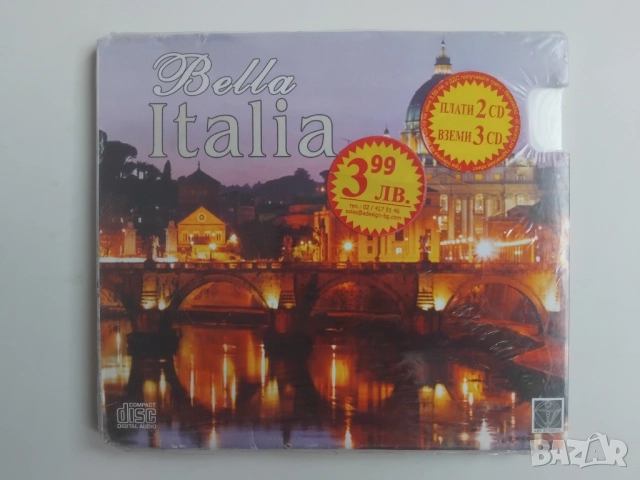 Bella
Italia
ПЛАТИ 2 CD
ВЗЕМИ 3 CD
3.99
ЛВ.
COMPACT
disc
DIGITAL AUDIO
BAZAR